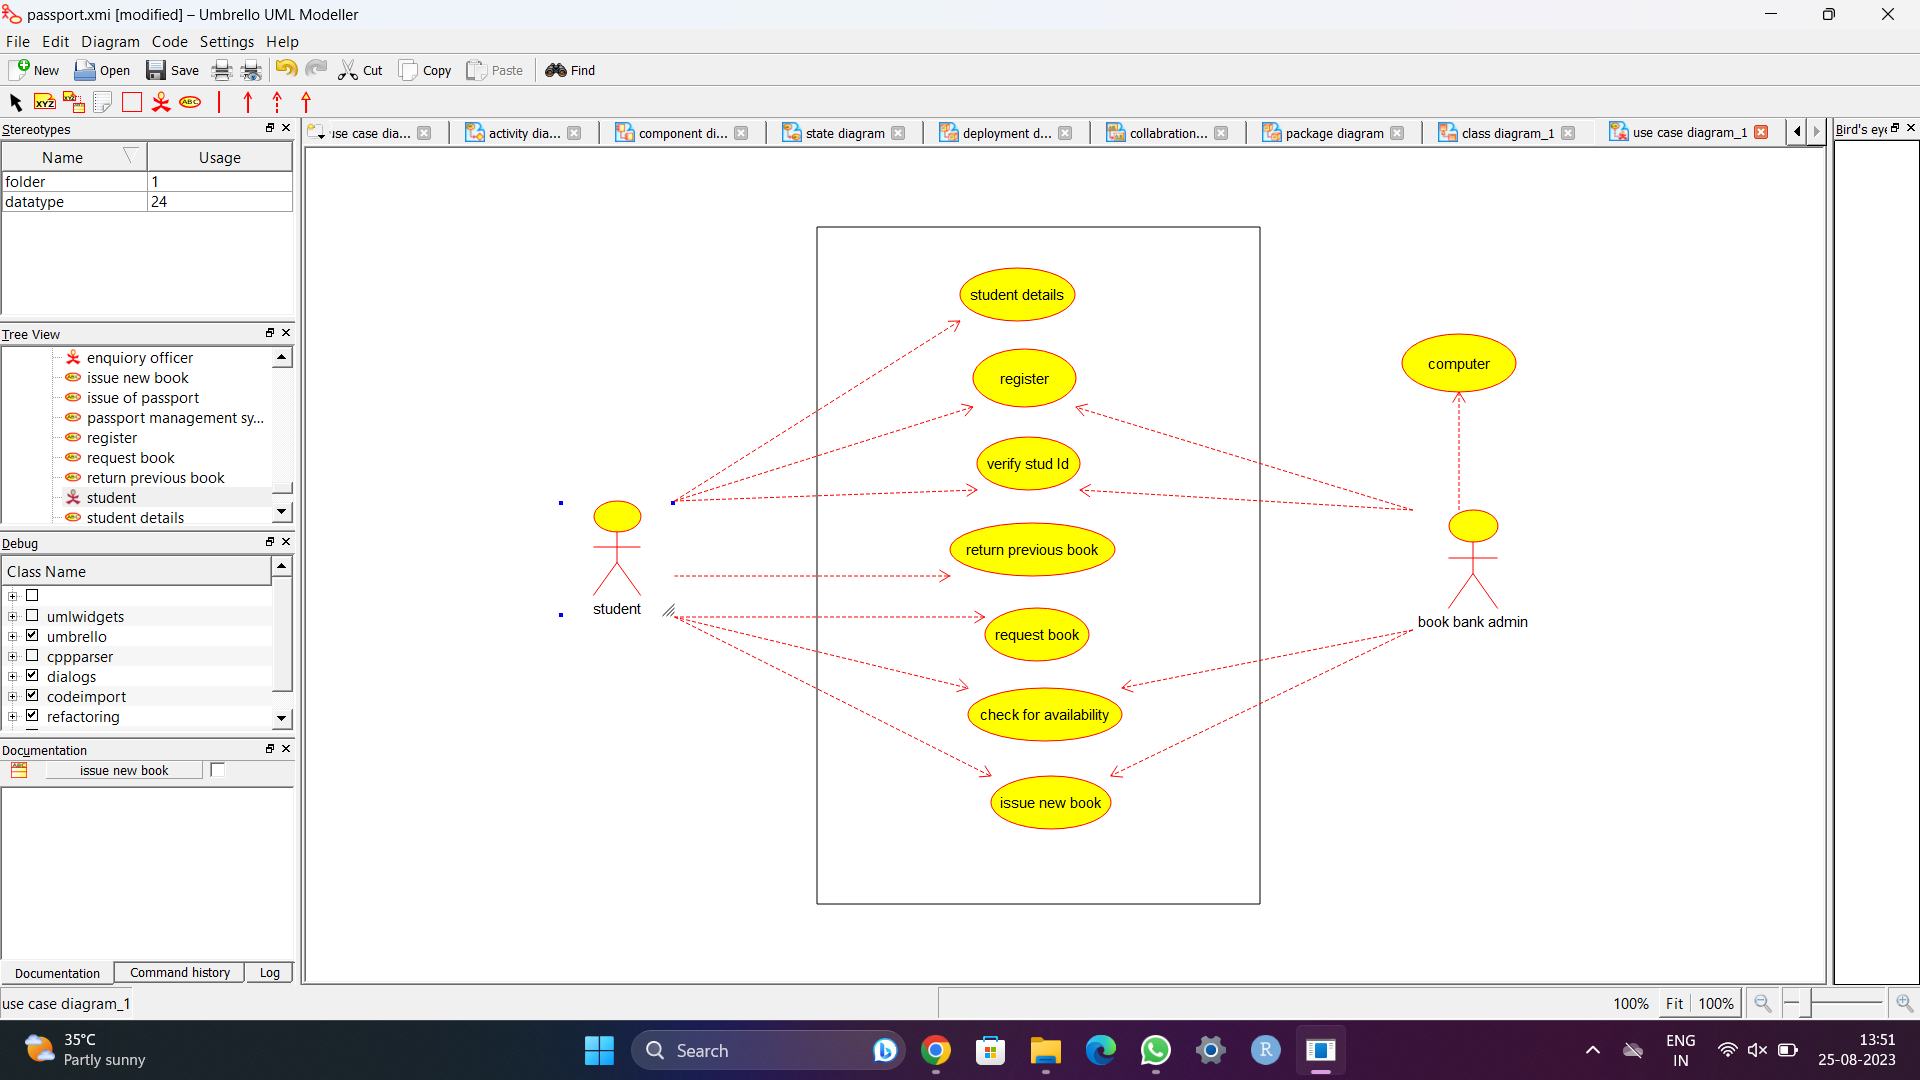 passport.xmi [modified] – Umbrello UML Modeller
File Edit Diagram Code Settings Help
New Open Save Cut Copy Paste Find
XYZ XYZ ABC
Stereotypes
Name Usage
folder 1
datatype 24
use case dia... activity dia... component di... state diagram deployment d... collabration... package diagram class diagram_1 use case diagram_1
Bird's eye
Tree View
enquiory officer
issue new book
issue of passport
passport management sy...
register
request book
return previous book
student
student details
Debug
Class Name
umlwidgets
umbrello
cppparser
dialogs
codeimport
refactoring
Documentation
issue new book
Documentation Command history Log
student details
register
verify stud Id
return previous book
request book
check for availability
issue new book
student
computer
book bank admin
use case diagram_1
100% Fit 100%
35°C
Partly sunny
Search
R
ENG
IN
13:51
25-08-2023